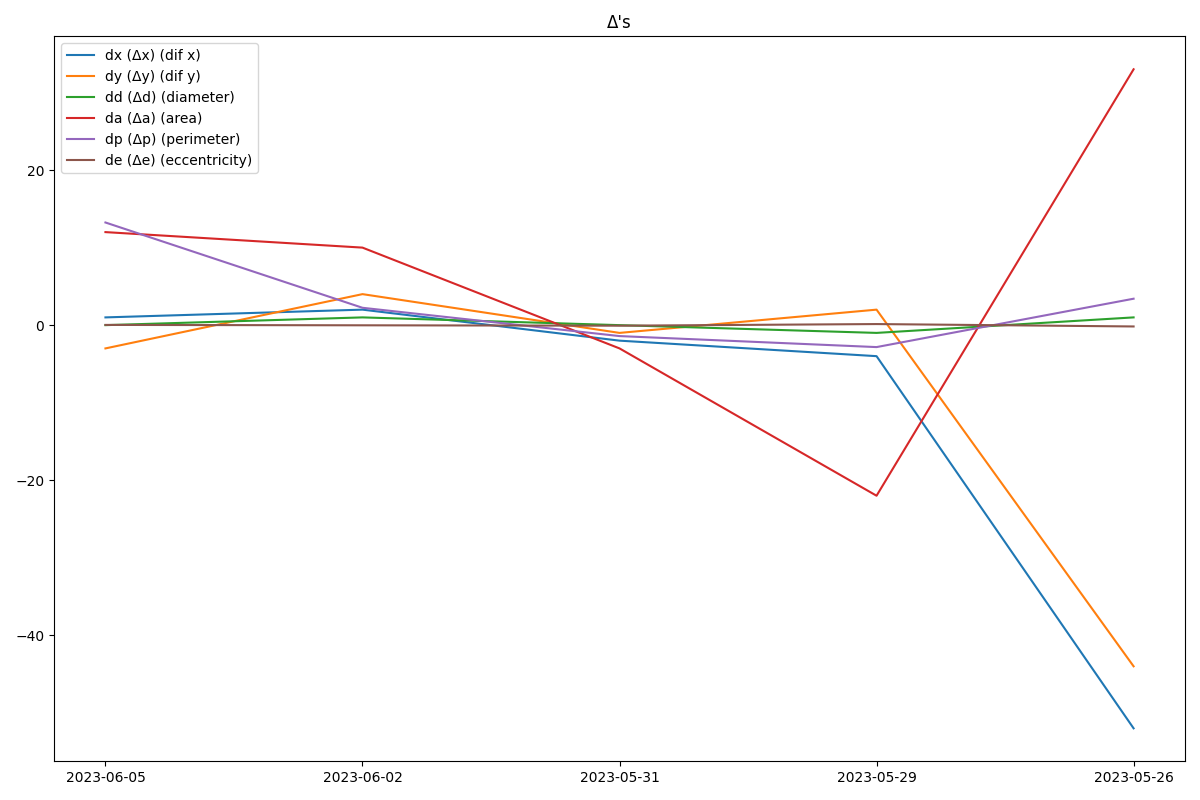 Δ's
dx (Δx) (dif x)
dy (Δy) (dif y)
dd (Δd) (diameter)
da (Δa) (area)
dp (Δp) (perimeter)
de (Δe) (eccentricity)
20
0
−20
−40
2023-06-05 2023-06-02 2023-05-31 2023-05-29 2023-05-26